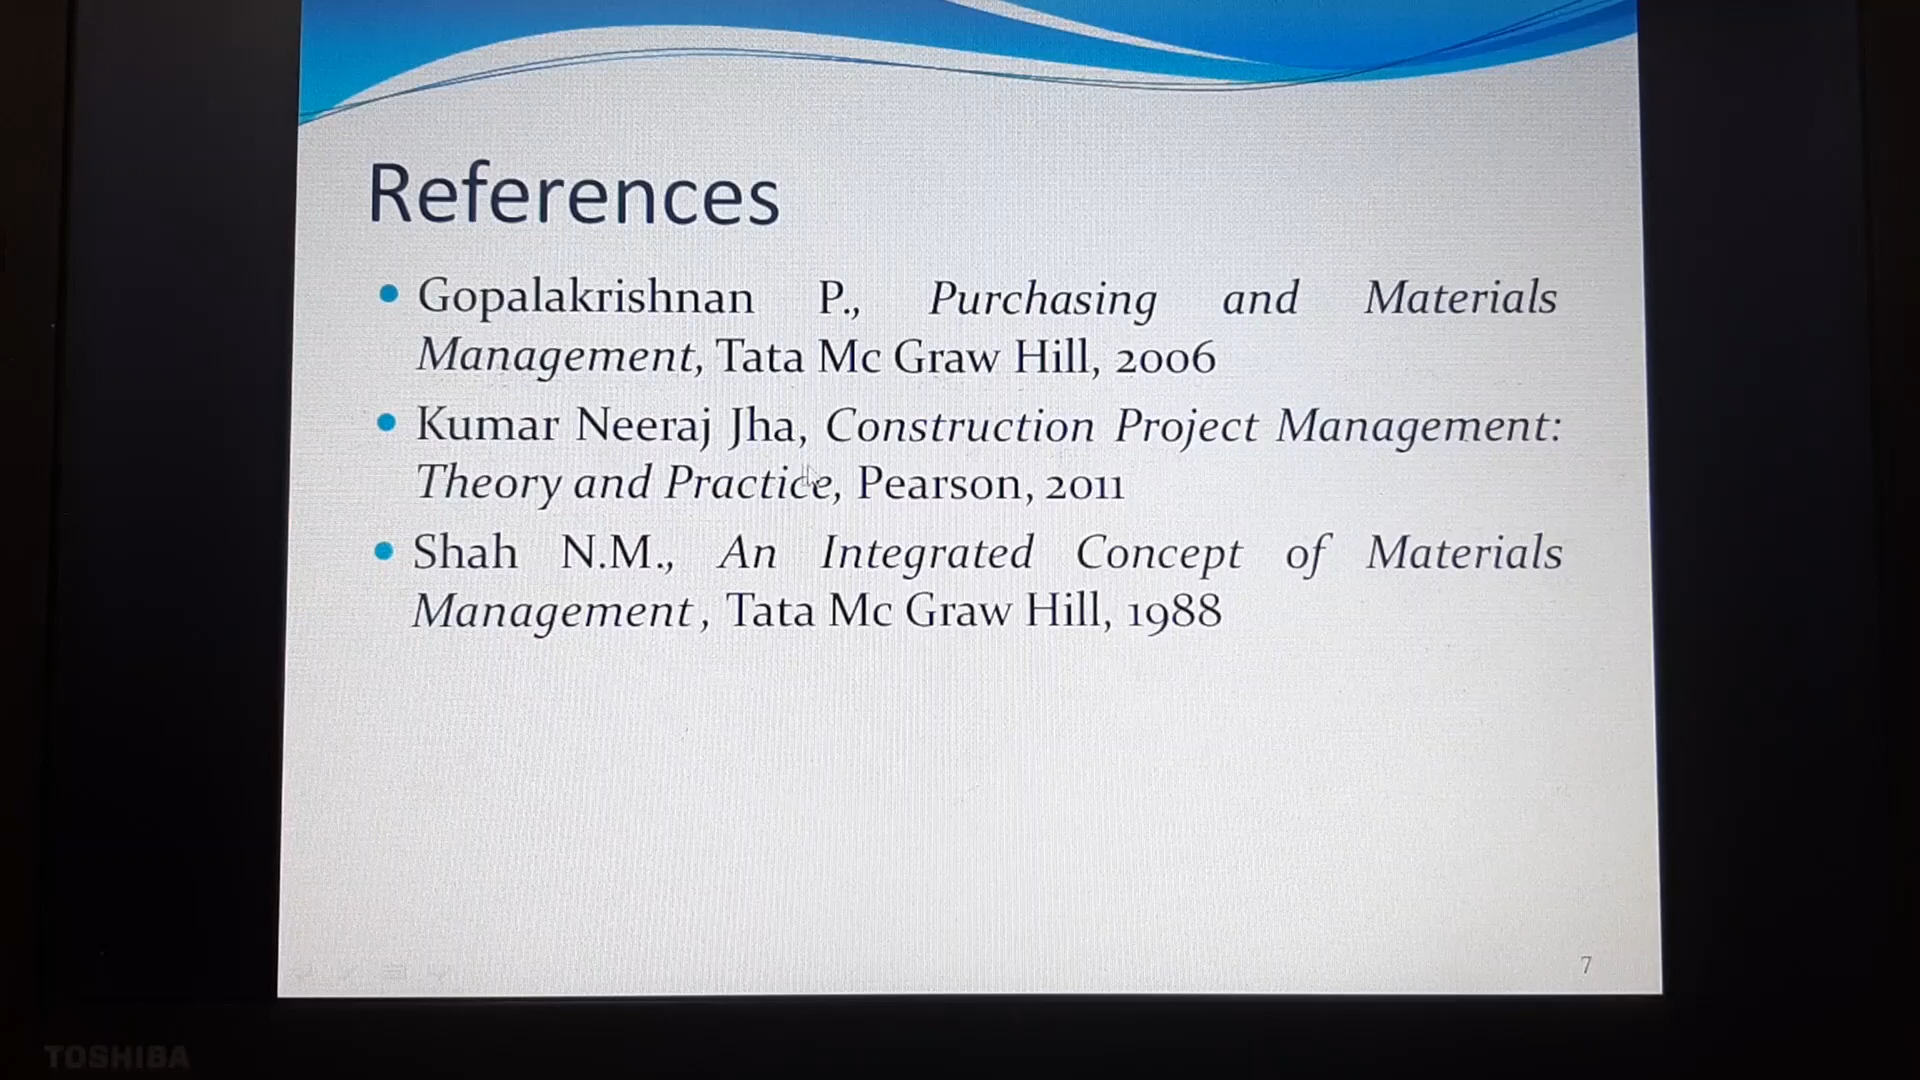 References
• Gopalakrishnan P., Purchasing and Materials
Management, Tata Mc Graw Hill, 2006
• Kumar Neeraj Jha, Construction Project Management:
Theory and Practice, Pearson, 2011
• Shah N.M., An Integrated Concept of Materials
Management , Tata Mc Graw Hill, 1988
7
TOSHIBA